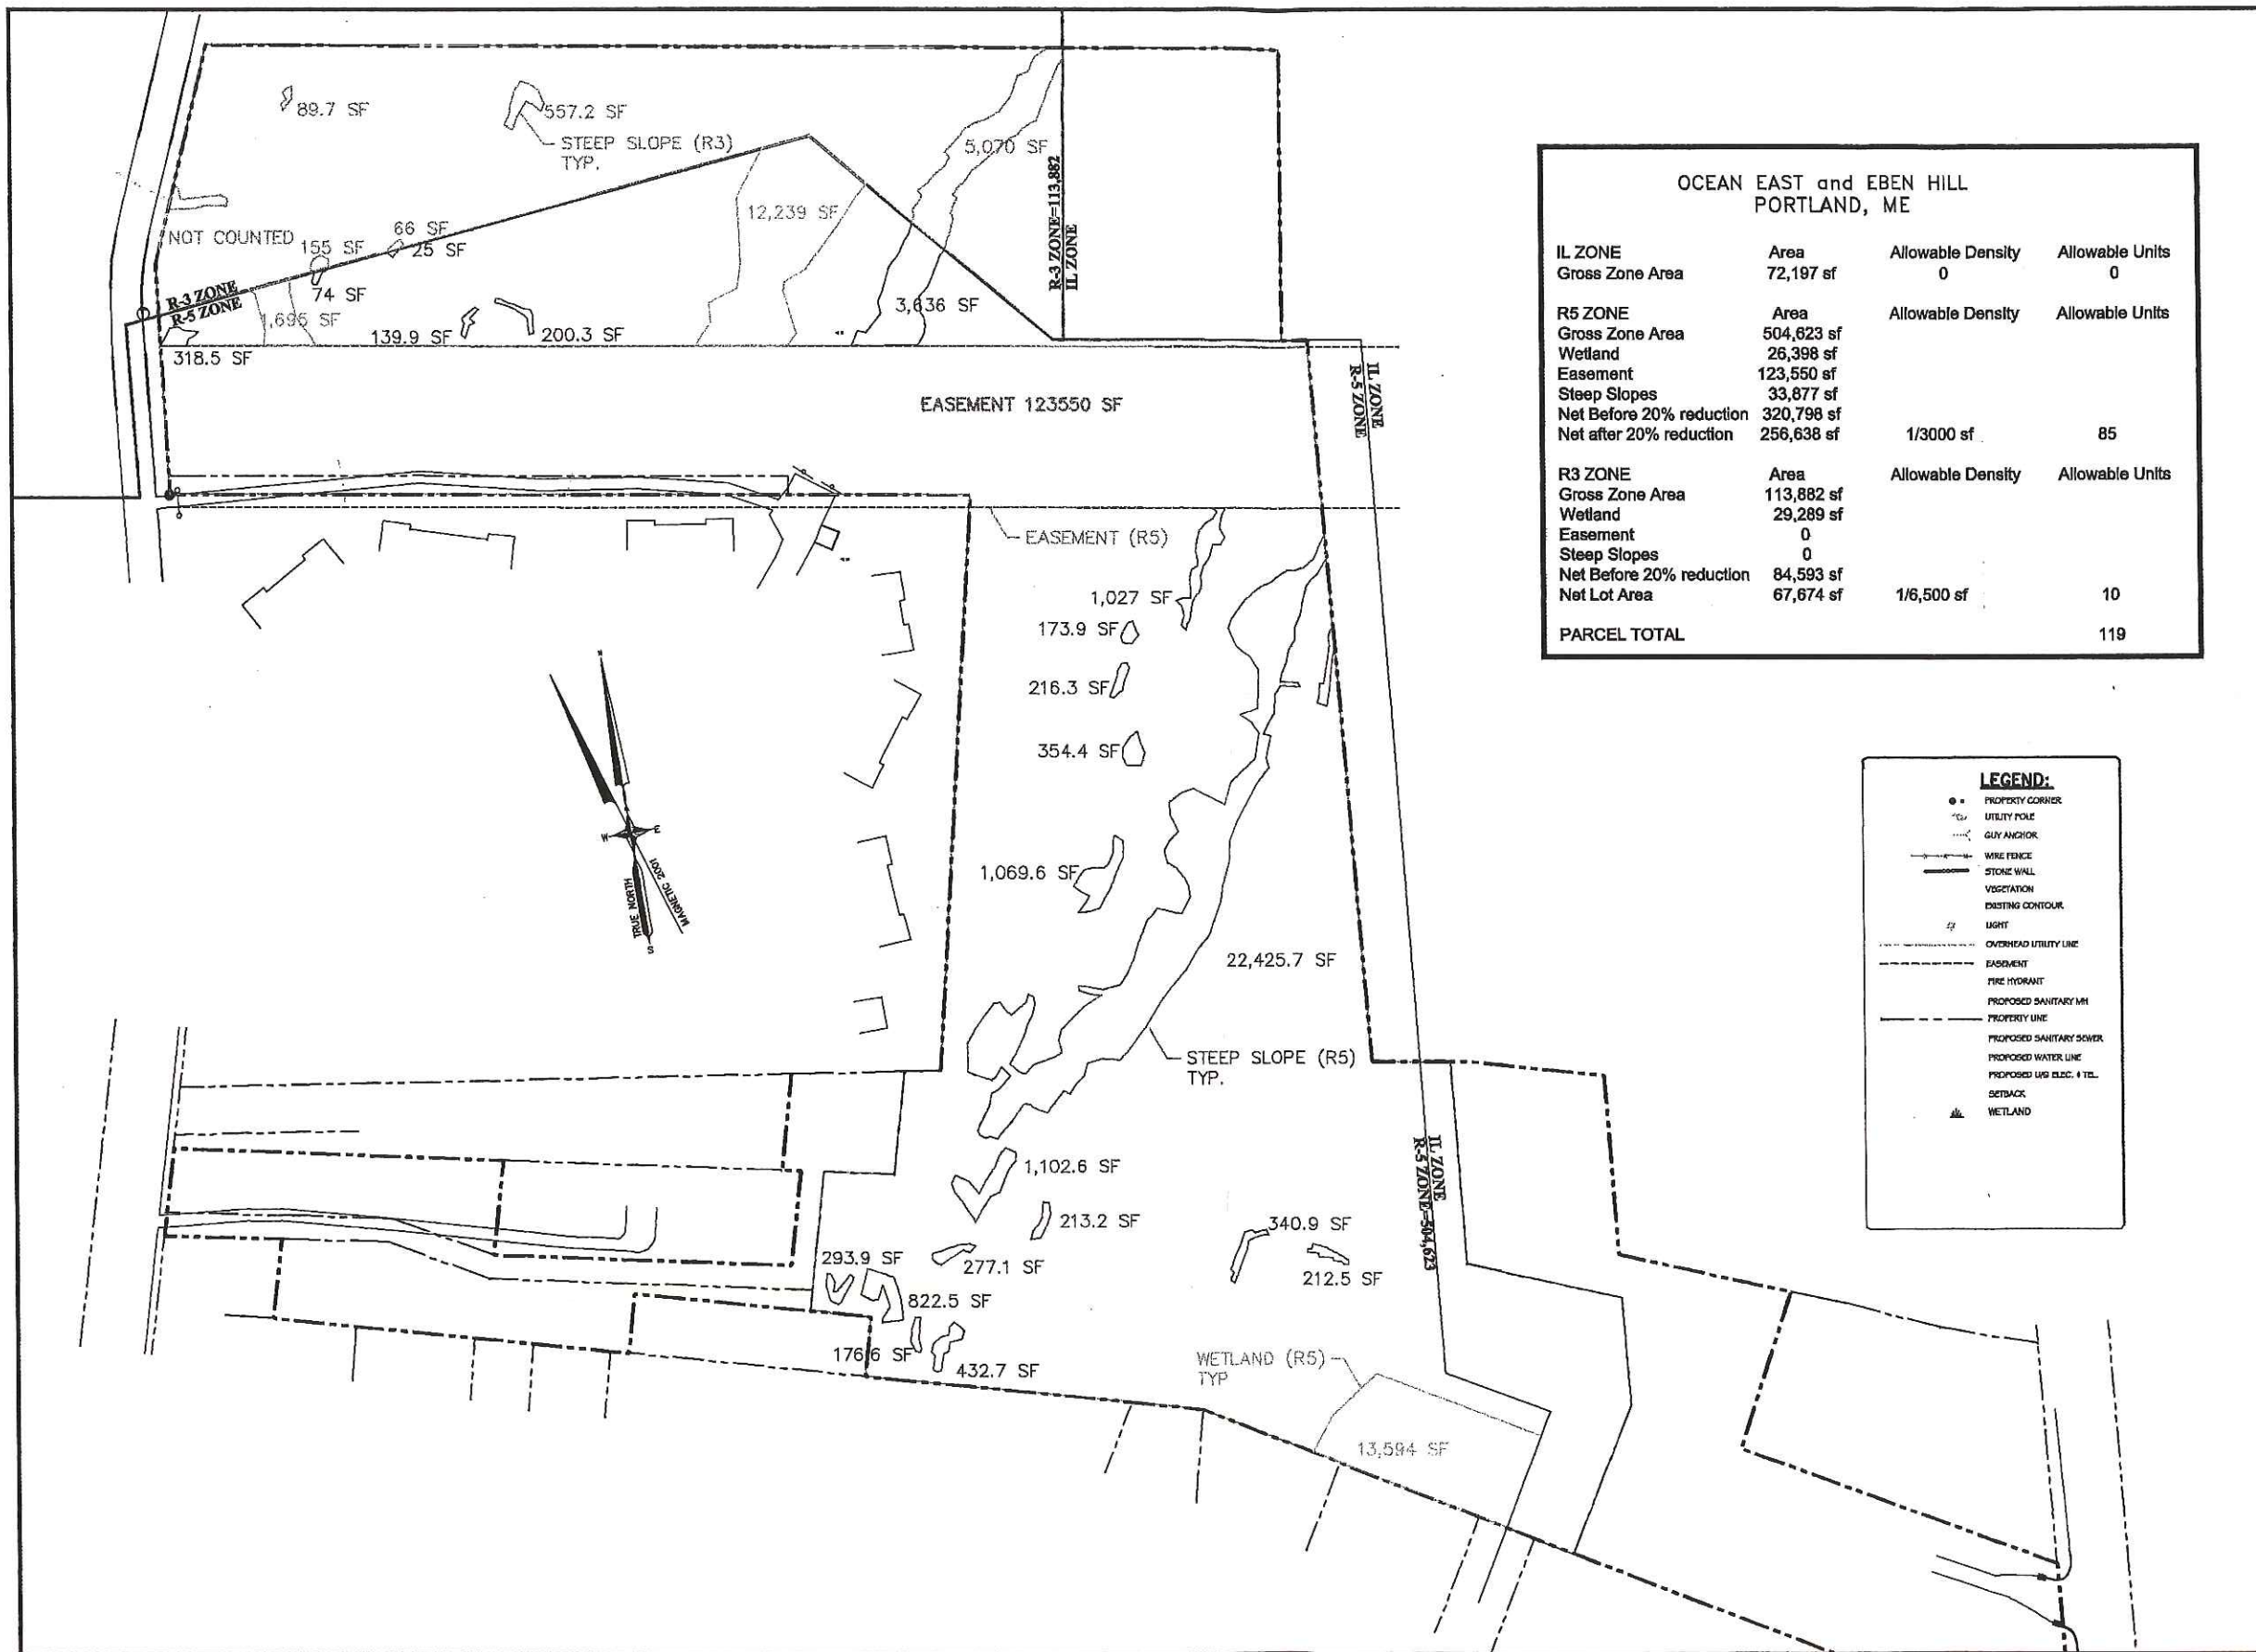 89.7 SF
557.2 SF
STEEP SLOPE (R3)
TYP.
5,070 SF
R-3 ZONE=113,882
IL ZONE
12,239 SF
NOT COUNTED
66 SF
25 SF
155 SF
74 SF
R-3 ZONE
R-5 ZONE
1,695 SF
139.9 SF
200.3 SF
3,636 SF
318.5 SF
EASEMENT 123550 SF
IL ZONE
R-5 ZONE
EASEMENT (R5)
1,027 SF
173.9 SF
216.3 SF
354.4 SF
1,069.6 SF
22,425.7 SF
STEEP SLOPE (R5)
TYP.
N
W
E
S
TRUE NORTH
MAGNETIC 2001
1,102.6 SF
213.2 SF
277.1 SF
293.9 SF
822.5 SF
176.6 SF
432.7 SF
340.9 SF
212.5 SF
IL ZONE
R-5 ZONE=504,623
WETLAND (R5)
TYP
13,594 SF
OCEAN EAST and EBEN HILL
PORTLAND, ME
IL ZONE Area Allowable Density Allowable Units
Gross Zone Area 72,197 sf 0 0
R5 ZONE Area Allowable Density Allowable Units
Gross Zone Area 504,623 sf
Wetland 26,398 sf
Easement 123,550 sf
Steep Slopes 33,877 sf
Net Before 20% reduction 320,798 sf
Net after 20% reduction 256,638 sf 1/3000 sf 85
R3 ZONE Area Allowable Density Allowable Units
Gross Zone Area 113,882 sf
Wetland 29,289 sf
Easement 0
Steep Slopes 0
Net Before 20% reduction 84,593 sf
Net Lot Area 67,674 sf 1/6,500 sf 10
PARCEL TOTAL 119
LEGEND:
PROPERTY CORNER
UTILITY POLE
GUY ANCHOR
WIRE FENCE
STONE WALL
VEGETATION
EXISTING CONTOUR
LIGHT
OVERHEAD UTILITY LINE
EASEMENT
FIRE HYDRANT
PROPOSED SANITARY MH
PROPERTY LINE
PROPOSED SANITARY SEWER
PROPOSED WATER LINE
PROPOSED U/G ELEC. & TEL.
SETBACK
WETLAND